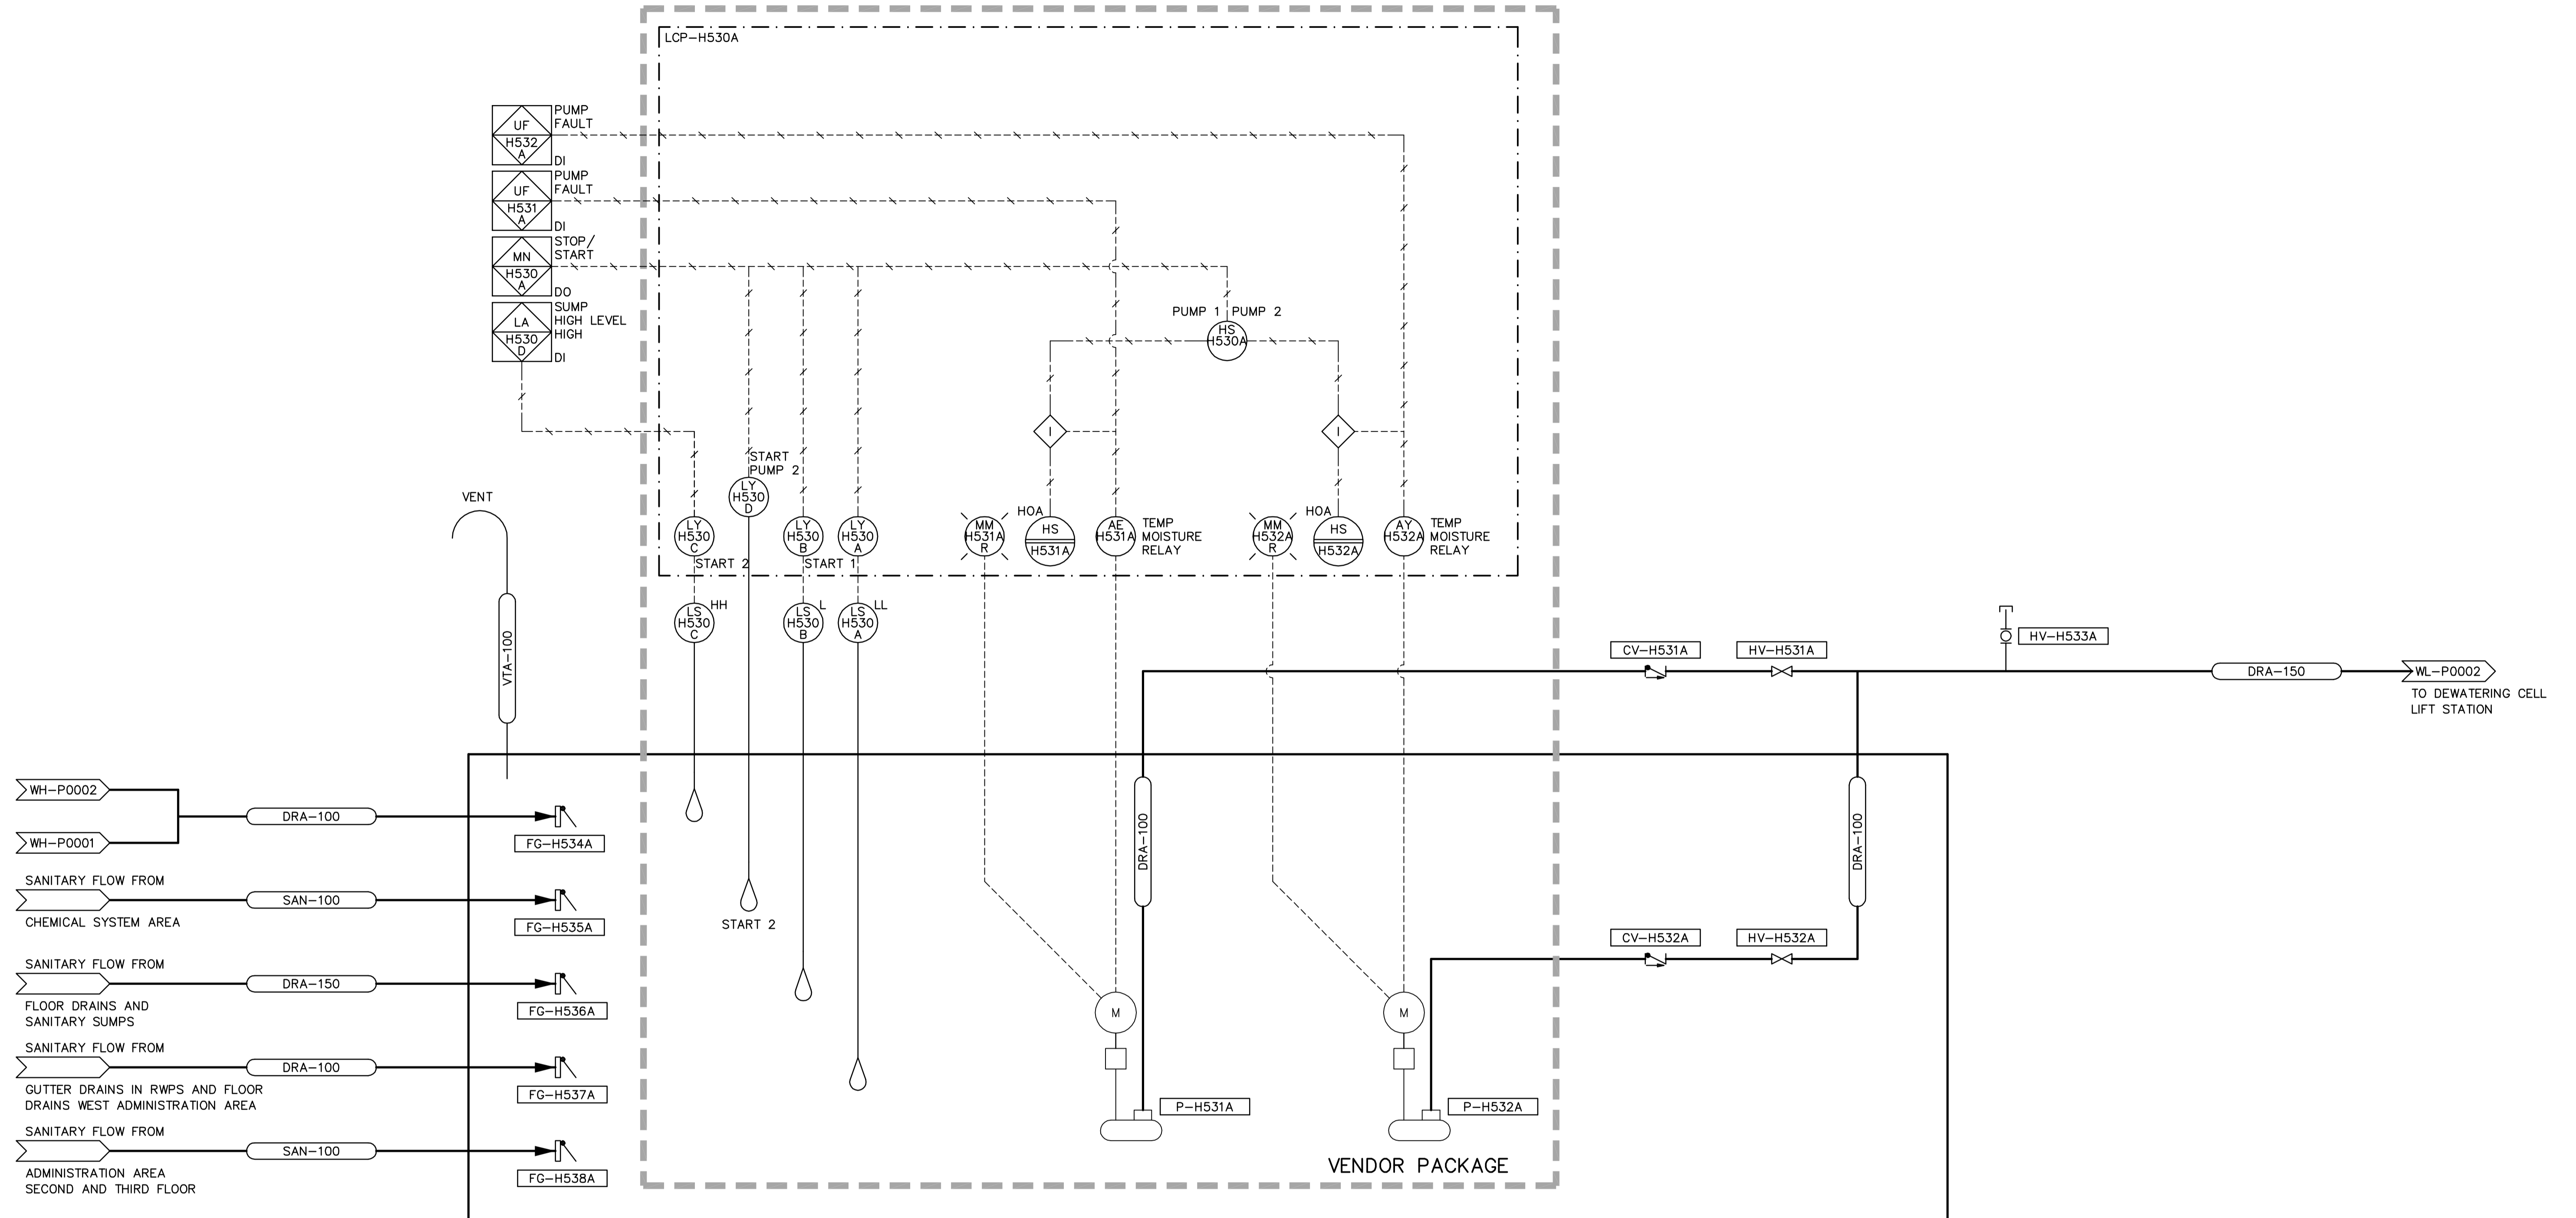 LCP-H530A
UF
H532
A
PUMP
FAULT
DI
UF
H531
A
PUMP
FAULT
DI
MN
H530
A
STOP/
START
DO
LA
H530
D
SUMP
HIGH LEVEL
HIGH
DI
PUMP 1
PUMP 2
HS
H530A
I
I
START
PUMP 2
LY
H530
D
LY
H530
C
START 2
LY
H530
B
START 1
LY
H530
A
MM
H531A
R
HOA
HS
H531A
AE
H531A
TEMP
MOISTURE
RELAY
MM
H532A
R
HOA
HS
H532A
AY
H532A
TEMP
MOISTURE
RELAY
LS
H530
C
HH
LS
H530
B
L
LS
H530
A
LL
START 2
VENT
VTA-100
WH-P0002
WH-P0001
DRA-100
FG-H534A
SANITARY FLOW FROM
CHEMICAL SYSTEM AREA
SAN-100
FG-H535A
SANITARY FLOW FROM
FLOOR DRAINS AND
SANITARY SUMPS
DRA-150
FG-H536A
SANITARY FLOW FROM
GUTTER DRAINS IN RWPS AND FLOOR
DRAINS WEST ADMINISTRATION AREA
DRA-100
FG-H537A
SANITARY FLOW FROM
ADMINISTRATION AREA
SECOND AND THIRD FLOOR
SAN-100
FG-H538A
M
P-H531A
DRA-100
M
P-H532A
VENDOR PACKAGE
CV-H531A
HV-H531A
HV-H533A
DRA-150
WL-P0002
TO DEWATERING CELL
LIFT STATION
DRA-100
CV-H532A
HV-H532A